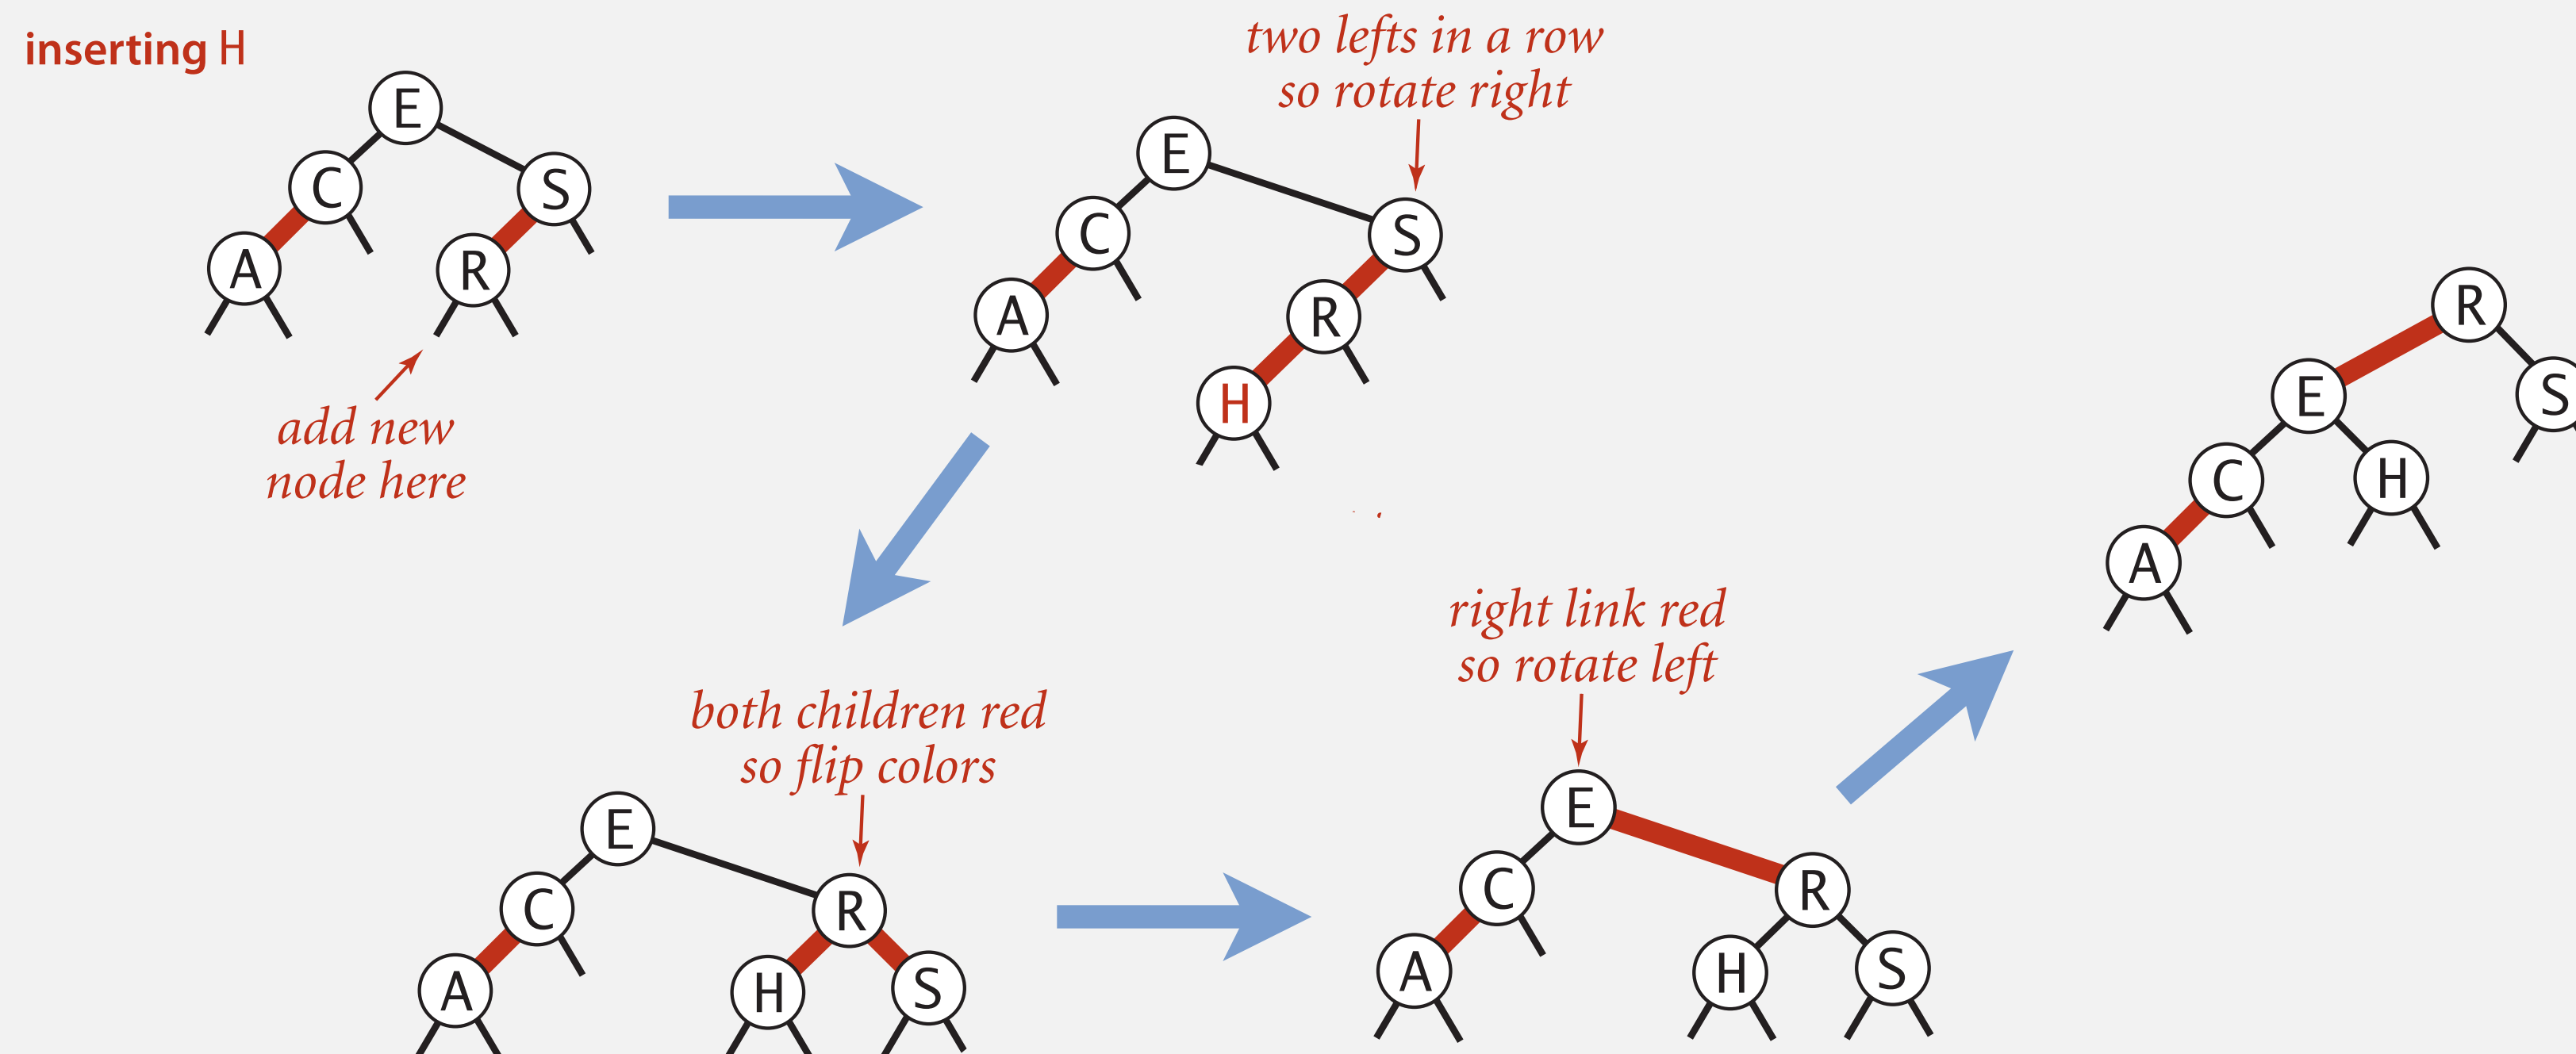 inserting H
E
C
S
A
R
add new
node here
two lefts in a row
so rotate right
E
C
S
A
R
H
both children red
so flip colors
E
C
R
A
H
S
right link red
so rotate left
E
C
R
A
H
S
R
E
S
C
H
A